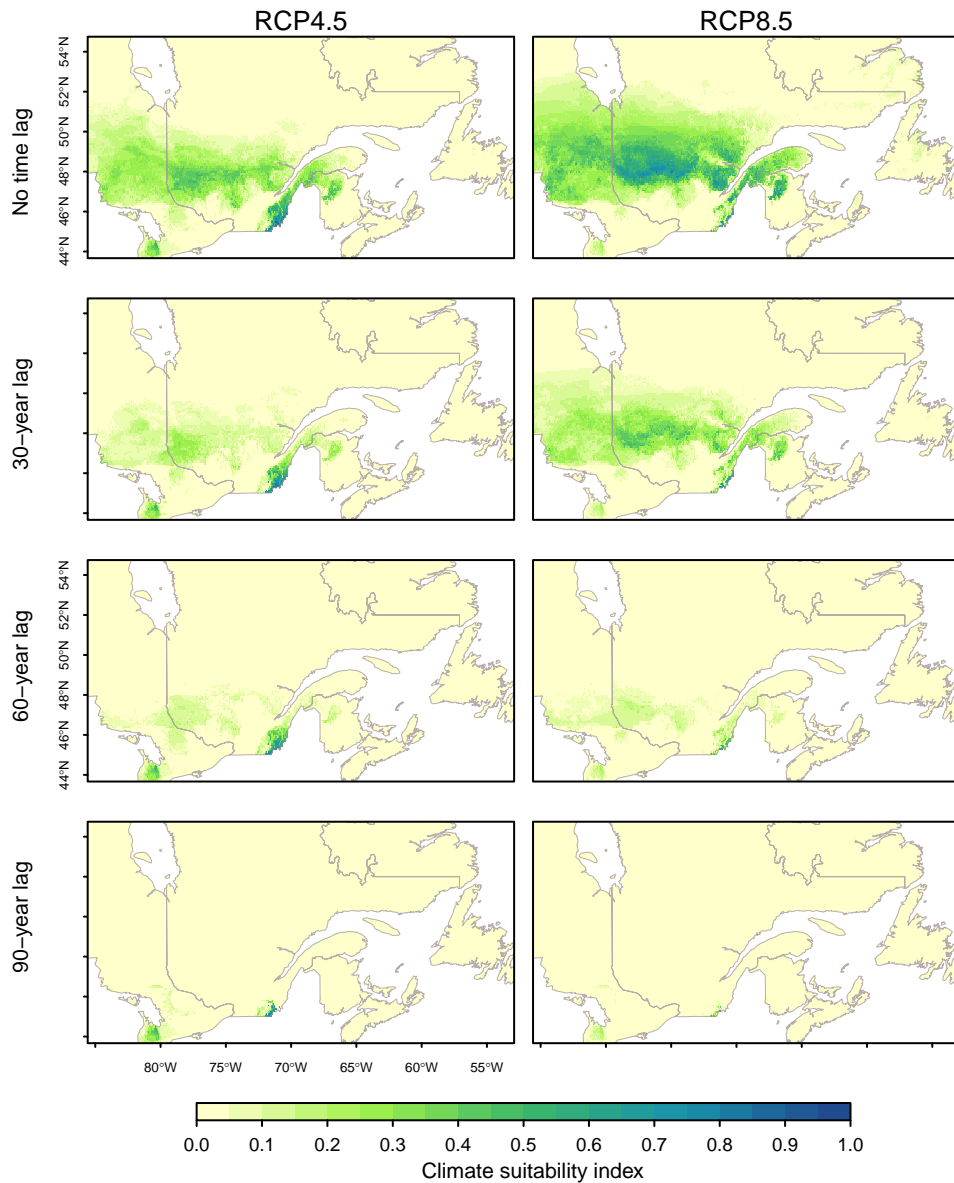 RCP4.5 RCP8.5
No time lag
54°N
52°N
50°N
48°N
46°N
44°N
30−year lag
60−year lag
54°N
52°N
50°N
48°N
46°N
44°N
90−year lag
80°W 75°W 70°W 65°W 60°W 55°W
0.0 0.1 0.2 0.3 0.4 0.5 0.6 0.7 0.8 0.9 1.0
Climate suitability index